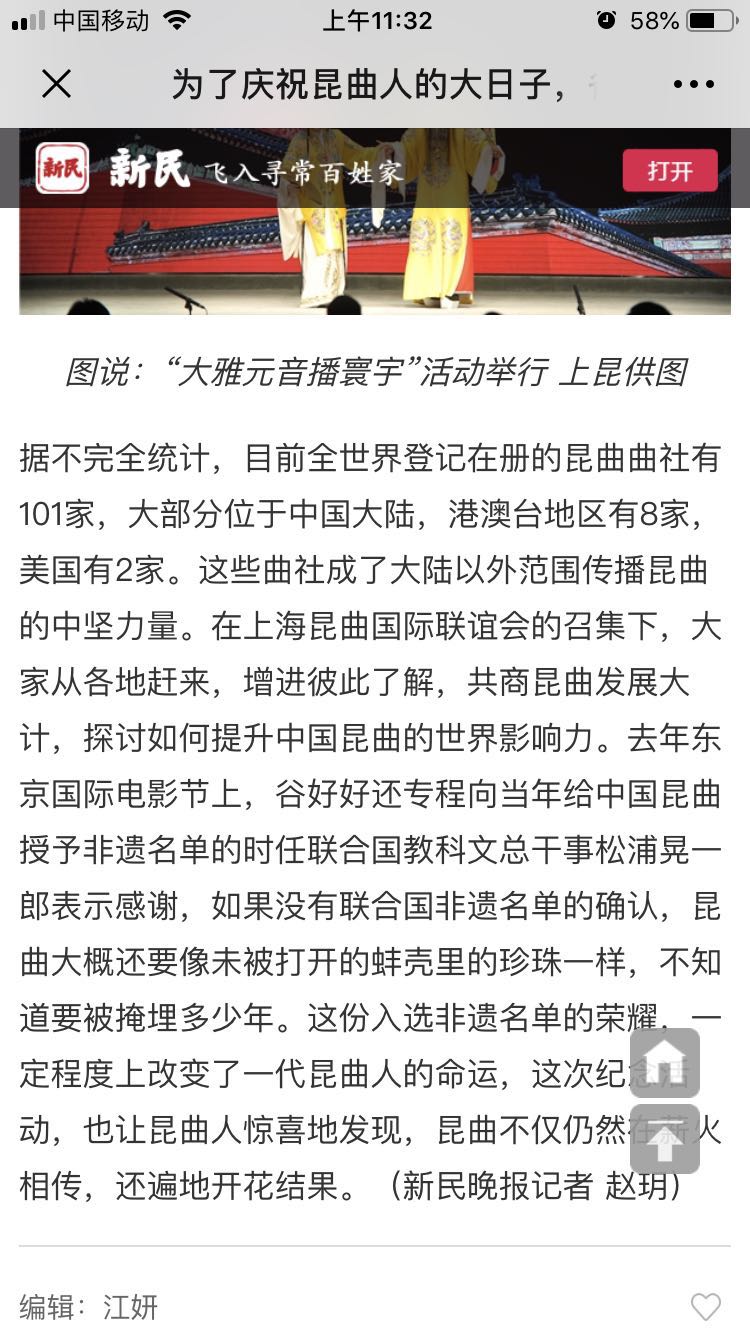 中国移动
上午11:32
58%
为了庆祝昆曲人的大日子，
新民
新民 飞入寻常百姓家
打开
图说：“大雅元音播寰宇”活动举行 上昆供图
据不完全统计，目前全世界登记在册的昆曲曲社有
101家，大部分位于中国大陆，港澳台地区有8家，
美国有2家。这些曲社成了大陆以外范围传播昆曲
的中坚力量。在上海昆曲国际联谊会的召集下，大
家从各地赶来，增进彼此了解，共商昆曲发展大
计，探讨如何提升中国昆曲的世界影响力。去年东
京国际电影节上，谷好好还专程向当年给中国昆曲
授予非遗名单的时任联合国教科文总干事松浦晃一
郎表示感谢，如果没有联合国非遗名单的确认，昆
曲大概还要像未被打开的蚌壳里的珍珠一样，不知
道要被掩埋多少年。这份入选非遗名单的荣耀，一
定程度上改变了一代昆曲人的命运，这次纪念活
动，也让昆曲人惊喜地发现，昆曲不仅仍然在薪火
相传，还遍地开花结果。（新民晚报记者 赵玥）
编辑：江妍